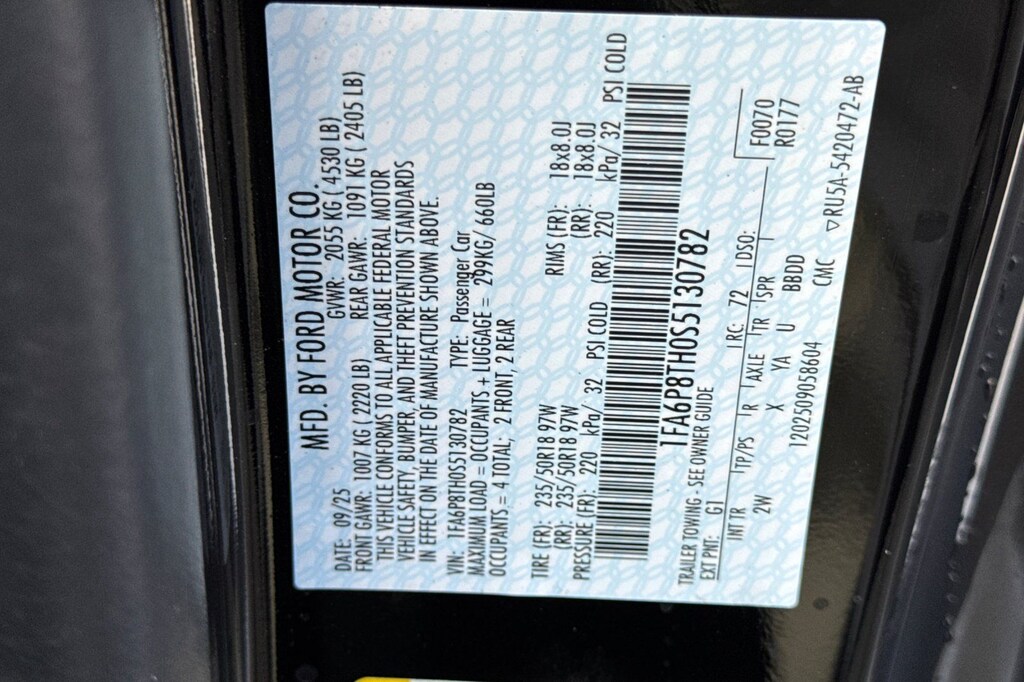 MFD. BY FORD MOTOR CO.
DATE: 09/25 GVWR: 2055 KG ( 4530 LB)
FRONT GAWR: 1007 KG ( 2220 LB) REAR GAWR: 1091 KG ( 2405 LB)
THIS VEHICLE CONFORMS TO ALL APPLICABLE FEDERAL MOTOR
VEHICLE SAFETY, BUMPER, AND THEFT PREVENTION STANDARDS
IN EFFECT ON THE DATE OF MANUFACTURE SHOWN ABOVE.
VIN: 1FA6P8TH0S5130782 TYPE: Passenger Car
MAXIMUM LOAD = OCCUPANTS + LUGGAGE = 299KG/ 660LB
OCCUPANTS = 4 TOTAL; 2 FRONT, 2 REAR
TIRE (FR): 235/50R18 97W RIMS (FR): 18x8.0J
(RR): 235/50R18 97W (RR): 18x8.0J
PRESSURE (FR): 220 kPa/ 32 PSI COLD (RR): 220 kPa/ 32 PSI COLD
1FA6P8TH0S5130782
TRAILER TOWING - SEE OWNER GUIDE
EXT PNT: G1 RC: 72 DSO: F0070
INT TR TP/PS R AXLE TR SPR R0177
2W X YA U BBDD
120250905 8604 CMC ▽RU5A-5420472-AB